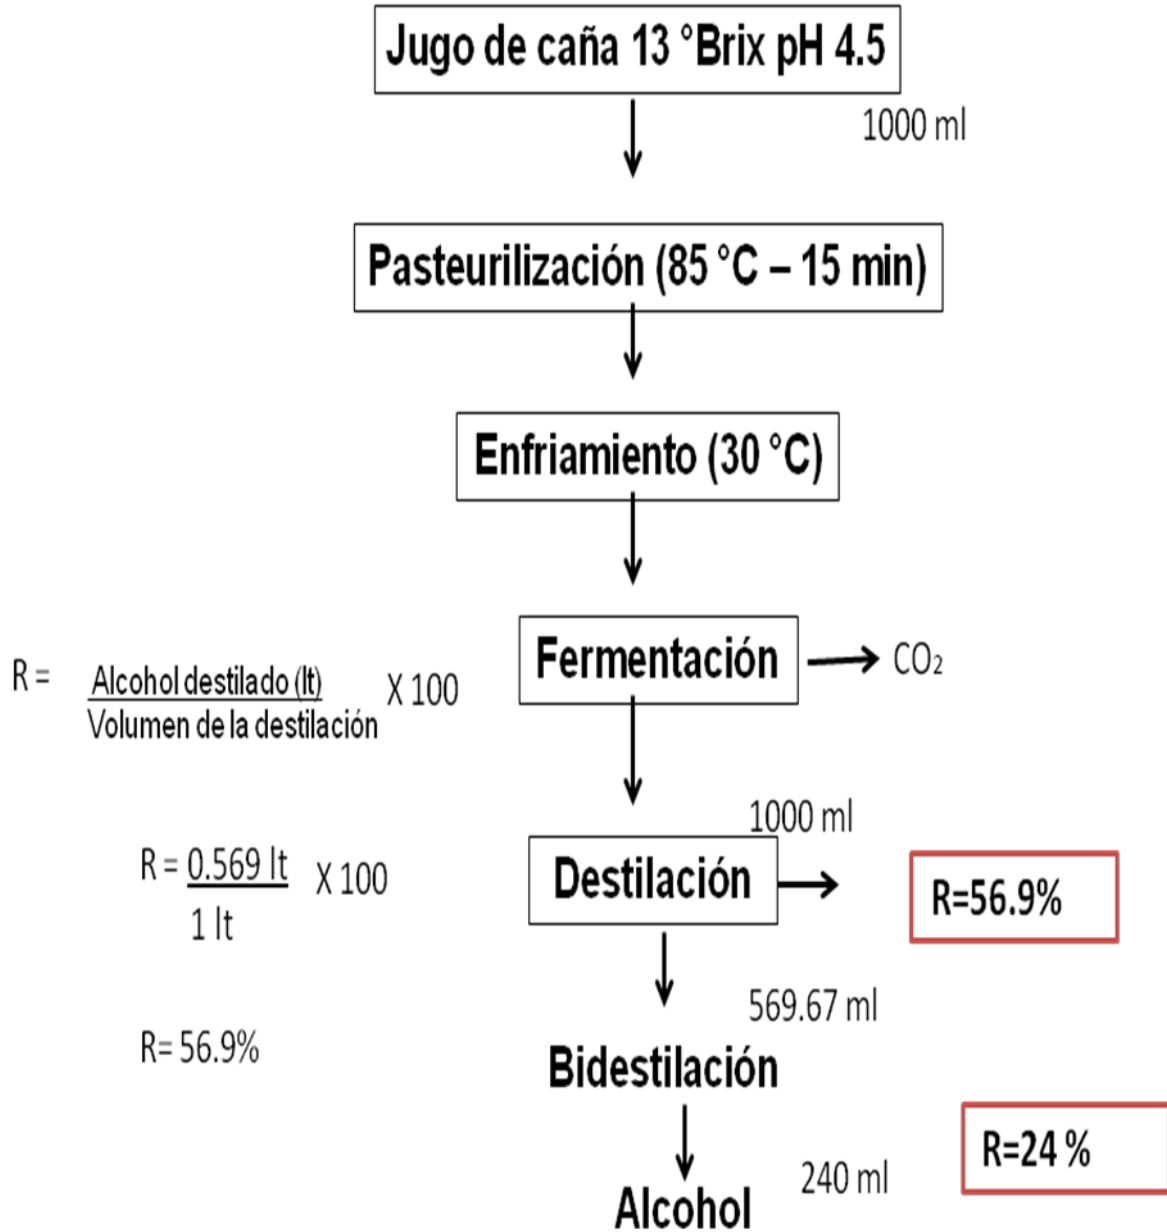 Jugo de caña 13 °Brix pH 4.5
1000 ml
Pasteurilización (85 °C – 15 min)
Enfriamiento (30 °C)
Fermentación
CO₂
R = Alcohol destilado (lt) X 100
Volumen de la destilación
1000 ml
Destilación
R=56.9%
R = 0.569 lt X 100
1 lt
569.67 ml
R= 56.9%
Bidestilación
R=24 %
240 ml
Alcohol